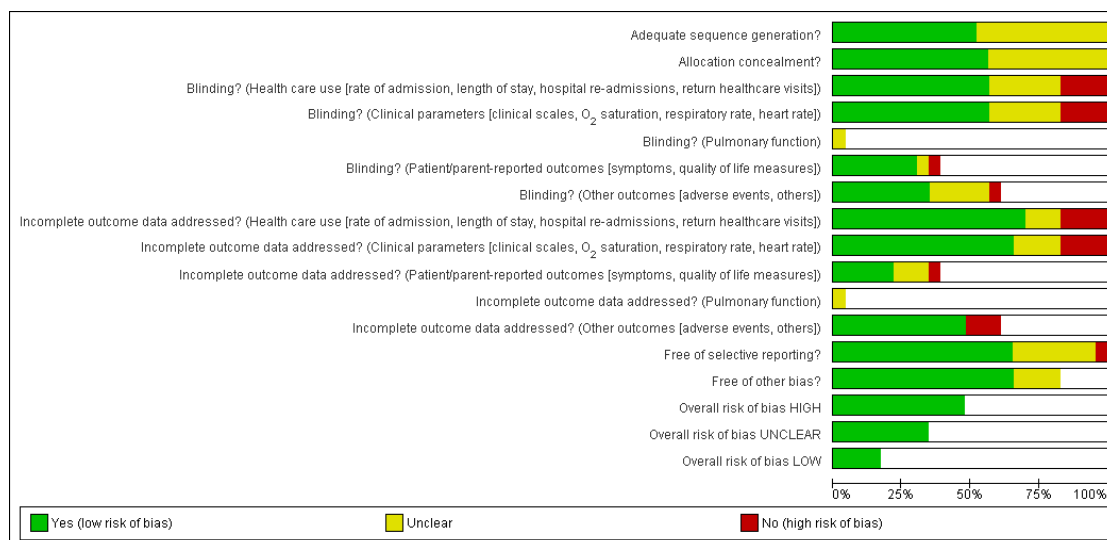 Adequate sequence generation?
Allocation concealment?
Blinding? (Health care use [rate of admission, length of stay, hospital re-admissions, return healthcare visits])
Blinding? (Clinical parameters [clinical scales, O2 saturation, respiratory rate, heart rate])
Blinding? (Pulmonary function)
Blinding? (Patient/parent-reported outcomes [symptoms, quality of life measures])
Blinding? (Other outcomes [adverse events, others])
Incomplete outcome data addressed? (Health care use [rate of admission, length of stay, hospital re-admissions, return healthcare visits])
Incomplete outcome data addressed? (Clinical parameters [clinical scales, O2 saturation, respiratory rate, heart rate])
Incomplete outcome data addressed? (Patient/parent-reported outcomes [symptoms, quality of life measures])
Incomplete outcome data addressed? (Pulmonary function)
Incomplete outcome data addressed? (Other outcomes [adverse events, others])
Free of selective reporting?
Free of other bias?
Overall risk of bias HIGH
Overall risk of bias UNCLEAR
Overall risk of bias LOW
0% 25% 50% 75% 100%
Yes (low risk of bias) Unclear No (high risk of bias)